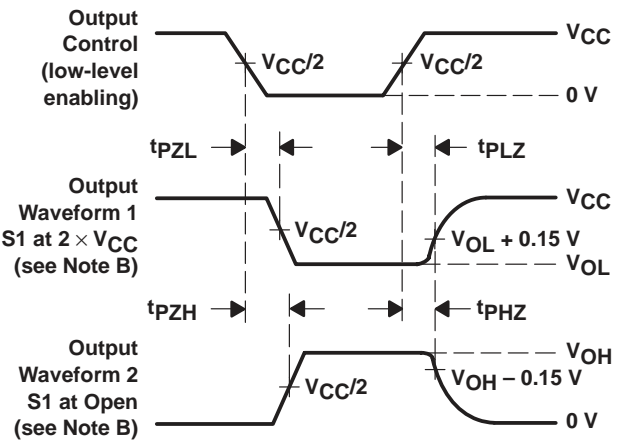 Output
Control
(low-level
enabling)
VCC/2
VCC/2
VCC
0 V
tPZL
tPLZ
Output
Waveform 1
S1 at 2 × VCC
(see Note B)
VCC/2
VCC
VOL + 0.15 V
VOL
tPZH
tPHZ
Output
Waveform 2
S1 at Open
(see Note B)
VCC/2
VOH
VOH – 0.15 V
0 V